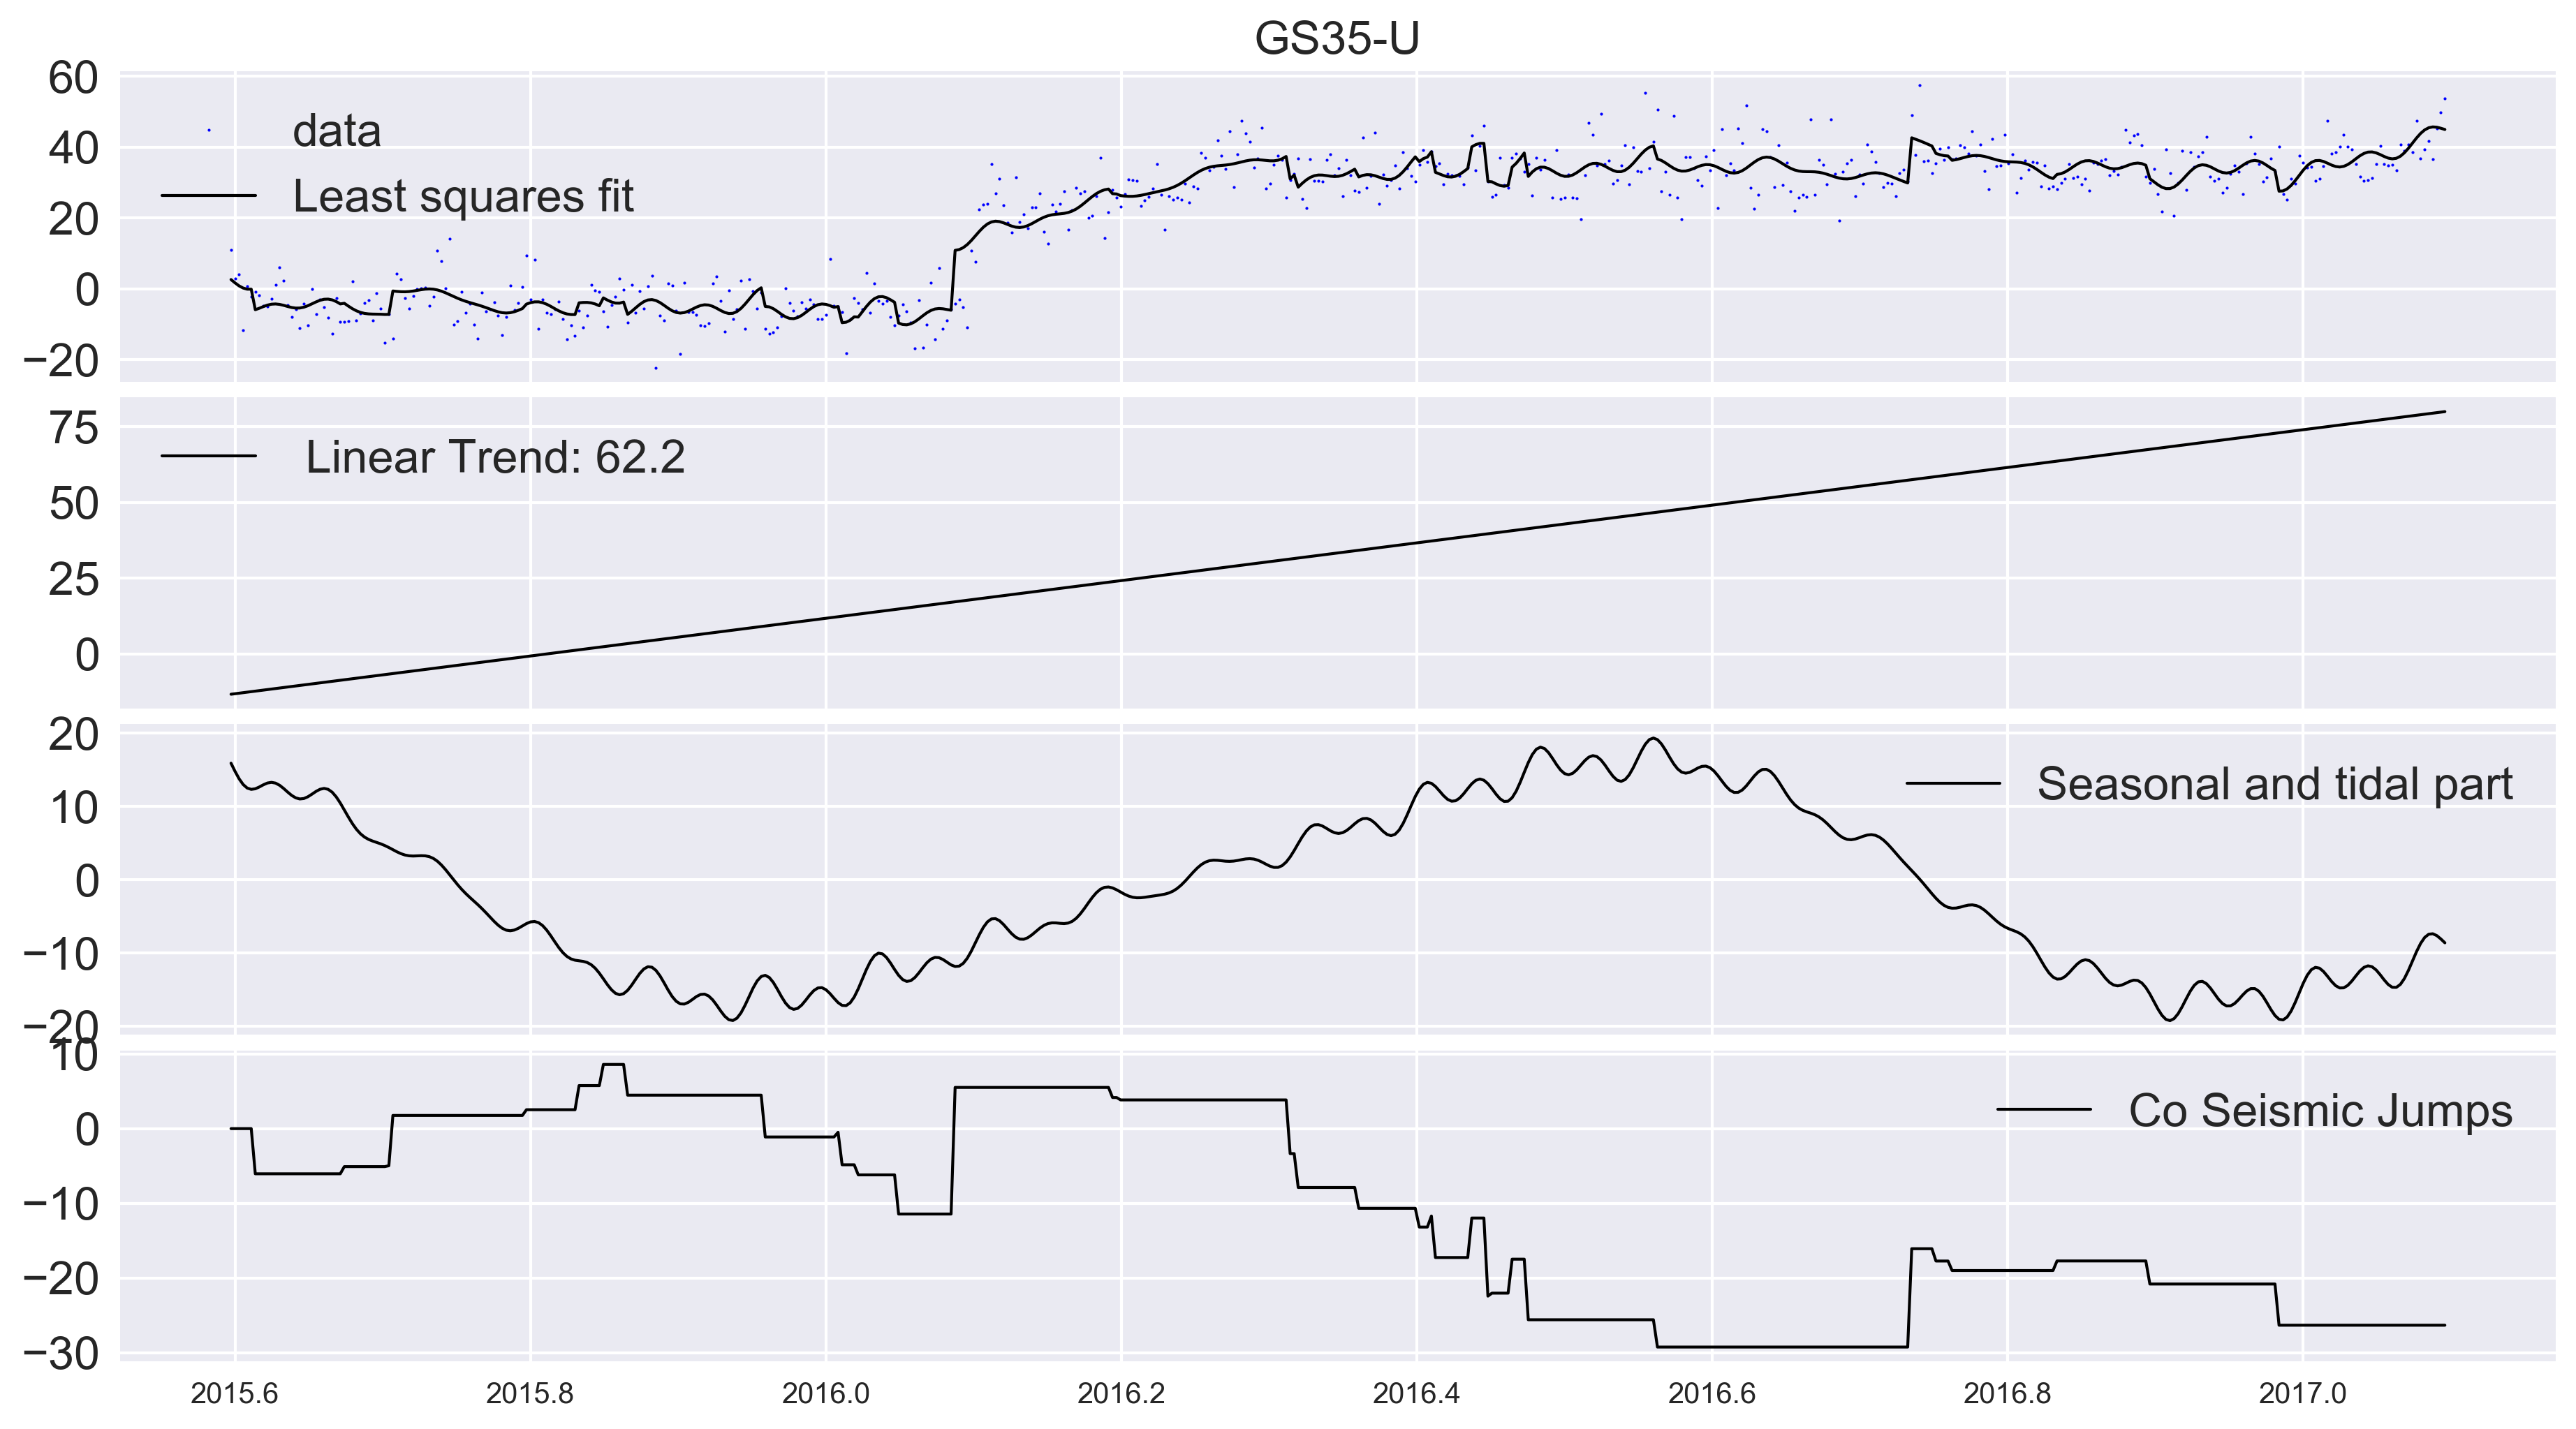 GS35-U
60
40
20
0
−20
data
Least squares fit
75
50
25
0
Linear Trend: 62.2
20
10
0
−10
−20
Seasonal and tidal part
10
0
−10
−20
−30
Co Seismic Jumps
2015.6 2015.8 2016.0 2016.2 2016.4 2016.6 2016.8 2017.0